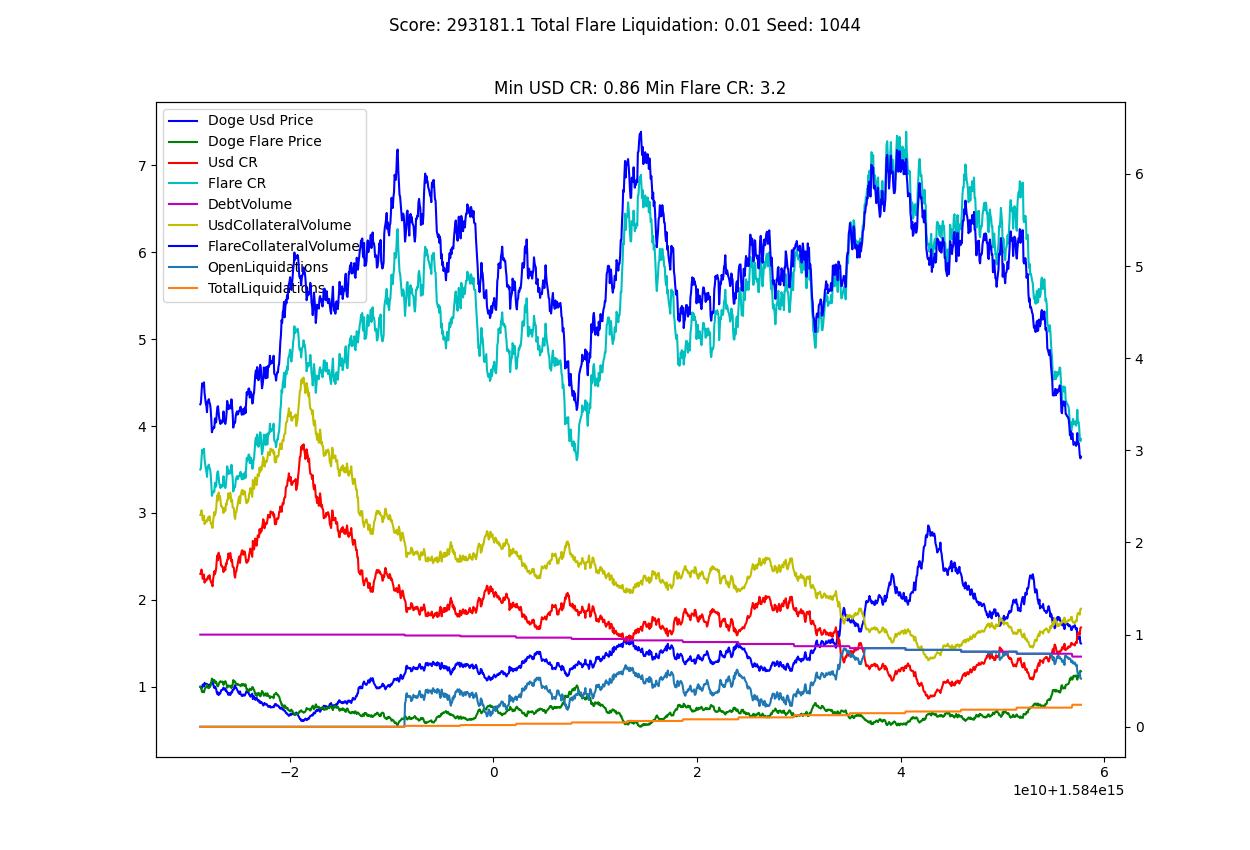 Score: 293181.1 Total Flare Liquidation: 0.01 Seed: 1044
Min USD CR: 0.86 Min Flare CR: 3.2
Doge Usd Price
Doge Flare Price
Usd CR
Flare CR
DebtVolume
UsdCollateralVolume
FlareCollateralVolume
OpenLiquidations
TotalLiquidations
7
6
5
4
3
2
1
6
5
4
3
2
1
0
−2
0
2
4
6
1e10+1.584e15